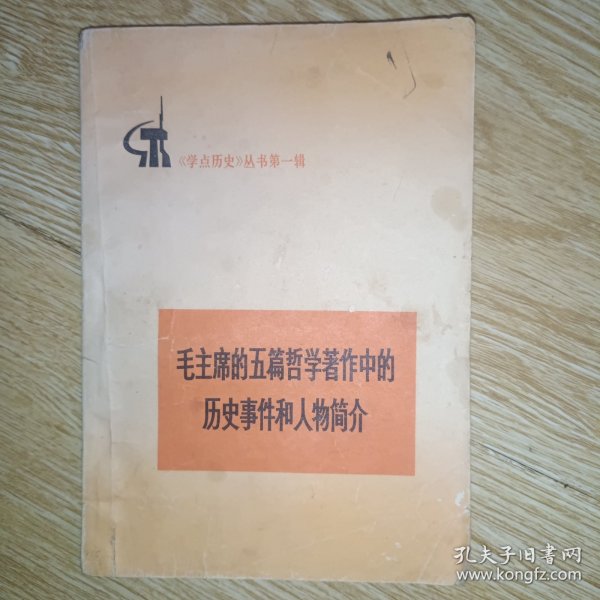 《学点历史》丛书第一辑
毛主席的五篇哲学著作中的
历史事件和人物简介
孔夫子旧书网
www.kongfz.com